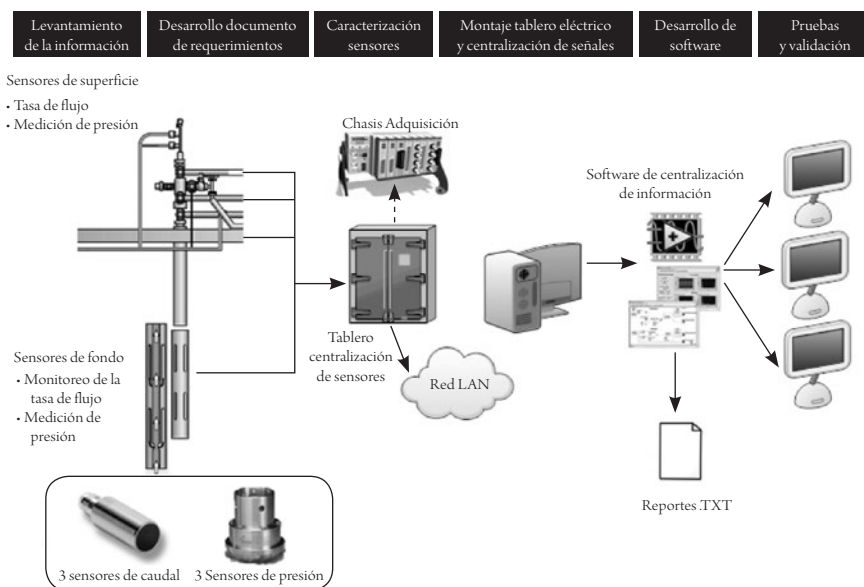 Levantamiento
de la información
Desarrollo documento
de requerimientos
Caracterización
sensores
Montaje tablero eléctrico
y centralización de señales
Desarrollo de
software
Pruebas
y validación
Sensores de superficie
• Tasa de flujo
• Medición de presión
Chasis Adquisición
Software de centralización
de información
Tablero
centralización
de sensores
Red LAN
Sensores de fondo
• Monitoreo de la
tasa de flujo
• Medición de
presión
Reportes .TXT
3 sensores de caudal
3 Sensores de presión